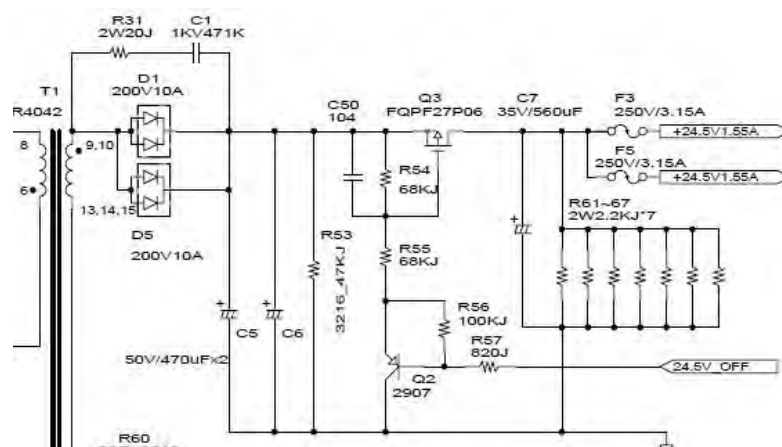 R31
2W20J
C1
1KV471K
T1
R4042
8
6
9,10
13,14,15
D1
200V10A
D5
200V10A
C50
104
Q3
FQPF27P06
C7
35V/560uF
F3
250V/3.15A
+24.5V1.55A
F5
250V/3.15A
+24.5V1.55A
R54
68KJ
R61~67
2W2.2KJ*7
R53
3216_47KJ
R55
68KJ
R56
100KJ
R57
820J
C5
C6
50V/470uFx2
Q2
2907
24.5V_OFF
R60